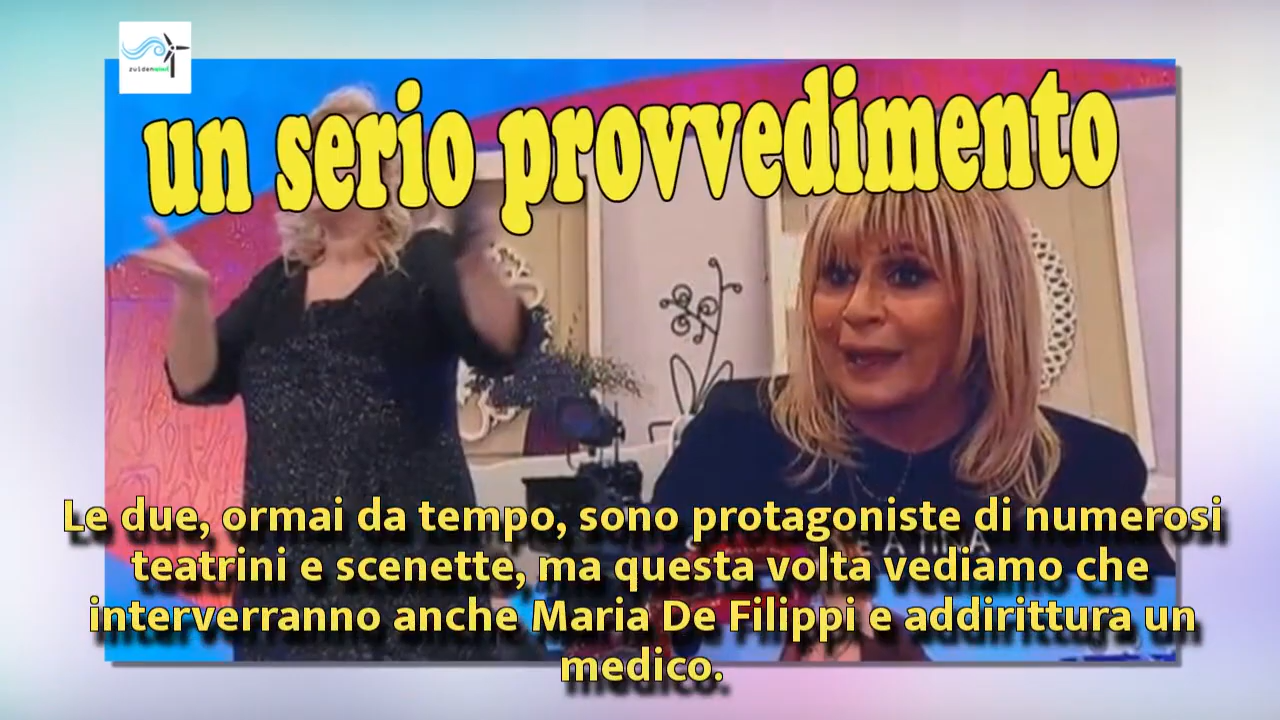 zuidenwind
un serio provvedimento
Le due, ormai da tempo, sono protagoniste di numerosi
teatrini e scenette, ma questa volta vediamo che
interverranno anche Maria De Filippi e addirittura un
medico.